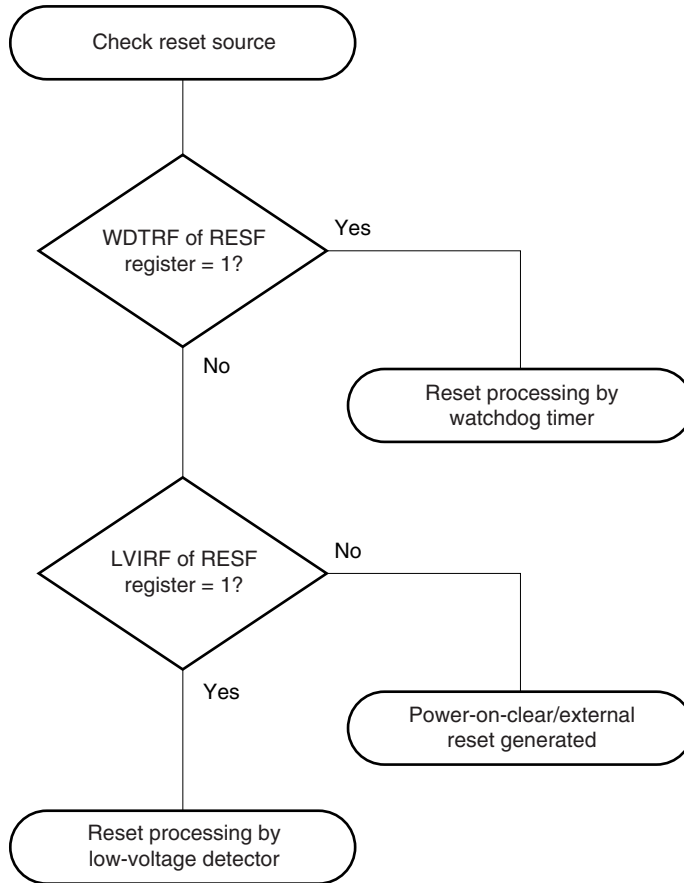 Check reset source
WDTRF of RESF
register = 1?
Yes
No
Reset processing by
watchdog timer
LVIRF of RESF
register = 1?
No
Yes
Power-on-clear/external
reset generated
Reset processing by
low-voltage detector